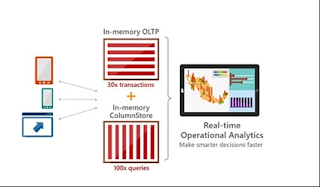 In-memory OLTP
30x transactions
+
In-memory
ColumnStore
100x queries
Real-time
Operational Analytics
Make smarter decisions faster